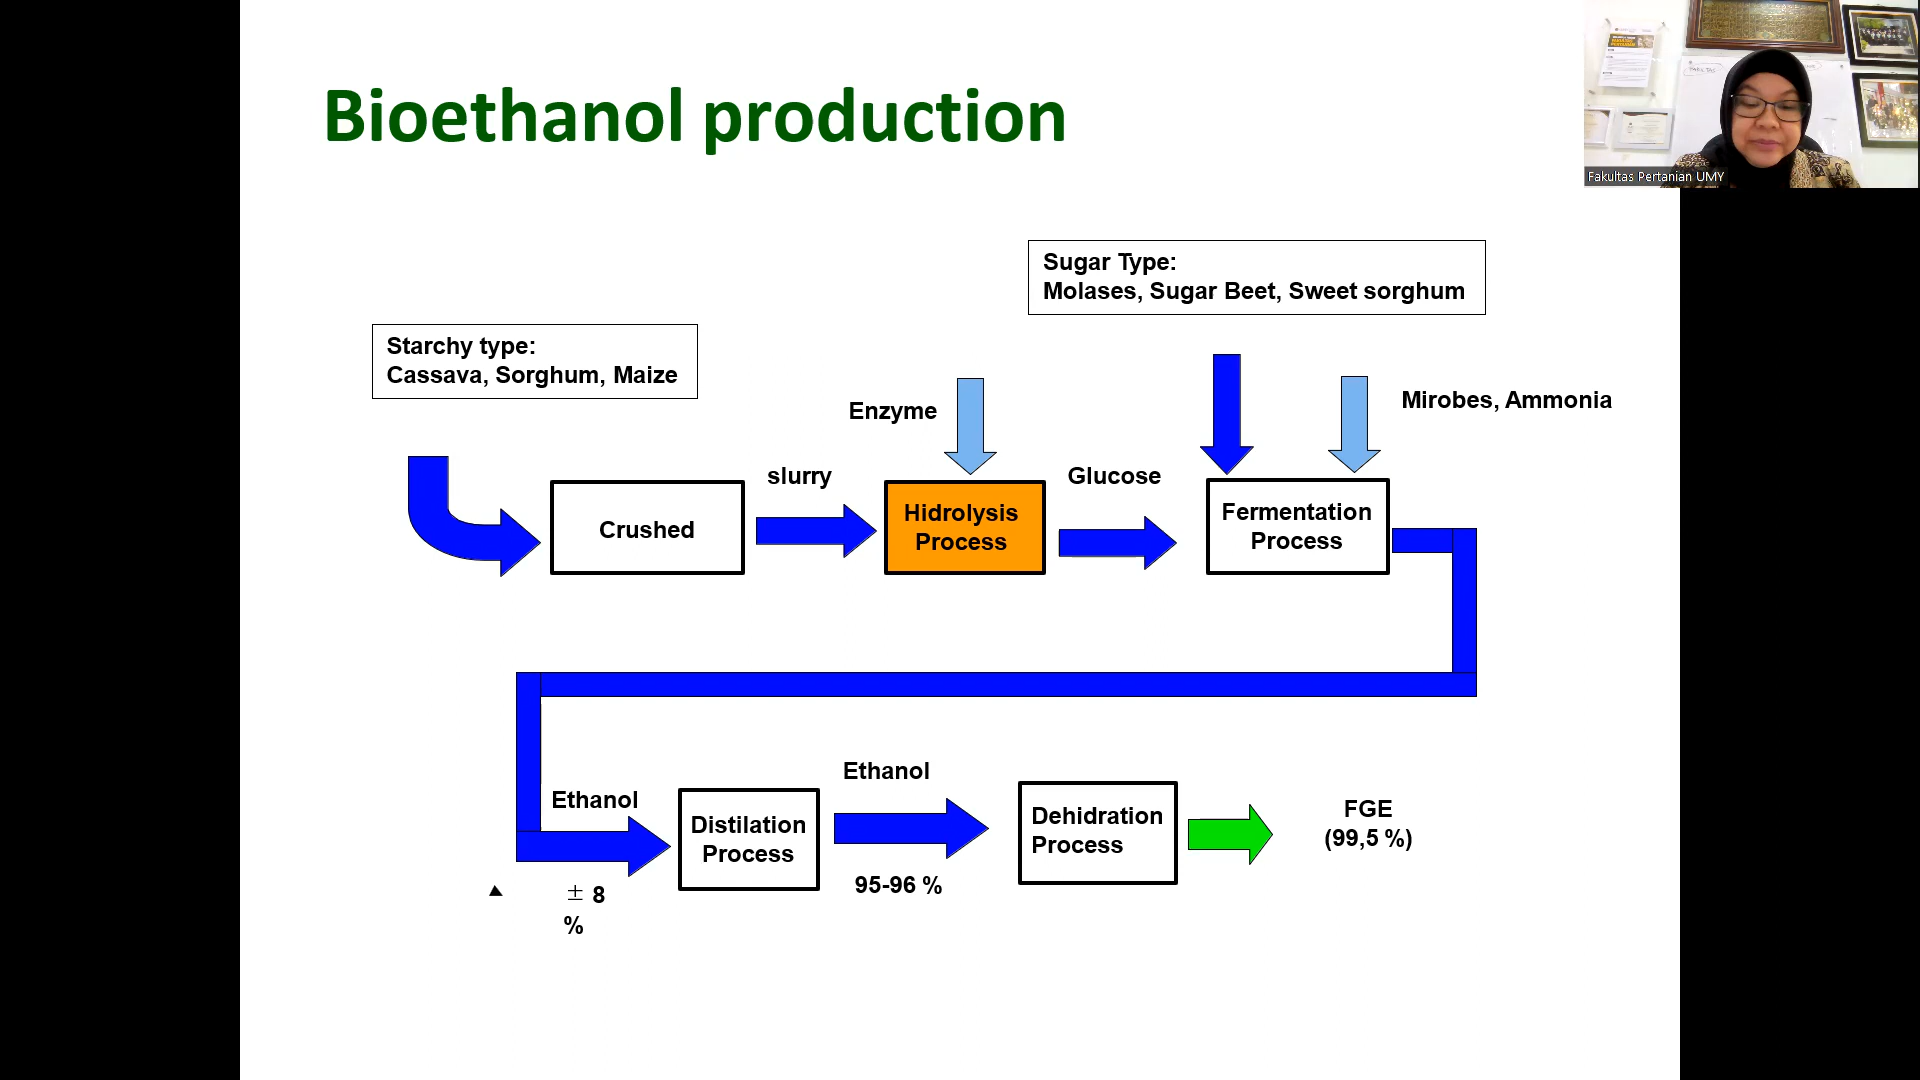 Bioethanol production
Fakultas Pertanian UMY
Sugar Type:
Molases, Sugar Beet, Sweet sorghum
Starchy type:
Cassava, Sorghum, Maize
Enzyme
Mirobes, Ammonia
slurry
Glucose
Crushed
Hidrolysis
Process
Fermentation
Process
Ethanol
Ethanol
Distilation
Process
Dehidration
Process
FGE
(99,5 %)
± 8
%
95-96 %